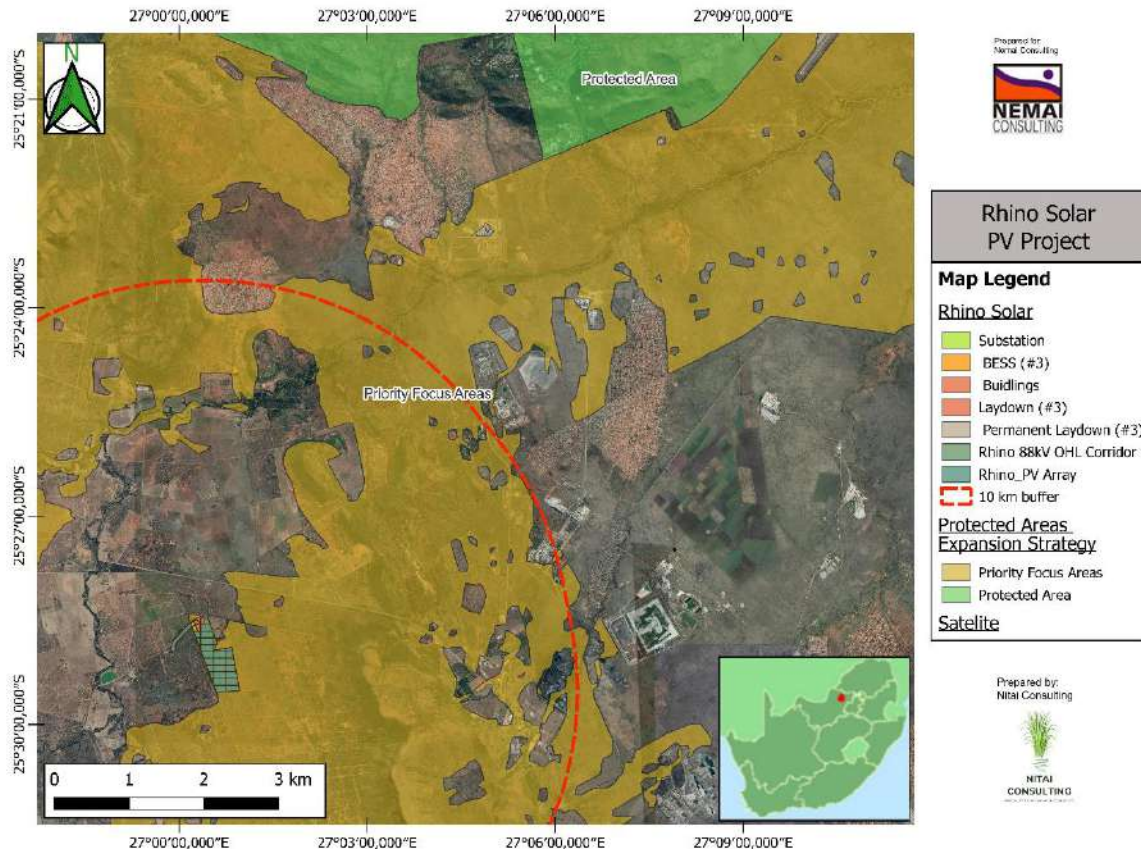 27°00'00,000"E 27°03'00,000"E 27°06'00,000"E 27°09'00,000"E
25°21'00,000"S
25°24'00,000"S
25°27'00,000"S
25°30'00,000"S
N
Protected Area
Priority Focus Areas
0 1 2 3 km
27°00'00,000"E 27°03'00,000"E 27°06'00,000"E 27°09'00,000"E
Prepared for:
Nemai Consulting
NEMAI
CONSULTING
Rhino Solar
PV Project
Map Legend
Rhino Solar
Substation
BESS (#3)
Buidlings
Laydown (#3)
Permanent Laydown (#3)
Rhino 88kV OHL Corridor
Rhino_PV Array
10 km buffer
Protected Areas
Expansion Strategy
Priority Focus Areas
Protected Area
Satelite
Prepared by:
Nitai Consulting
NITAI
CONSULTING